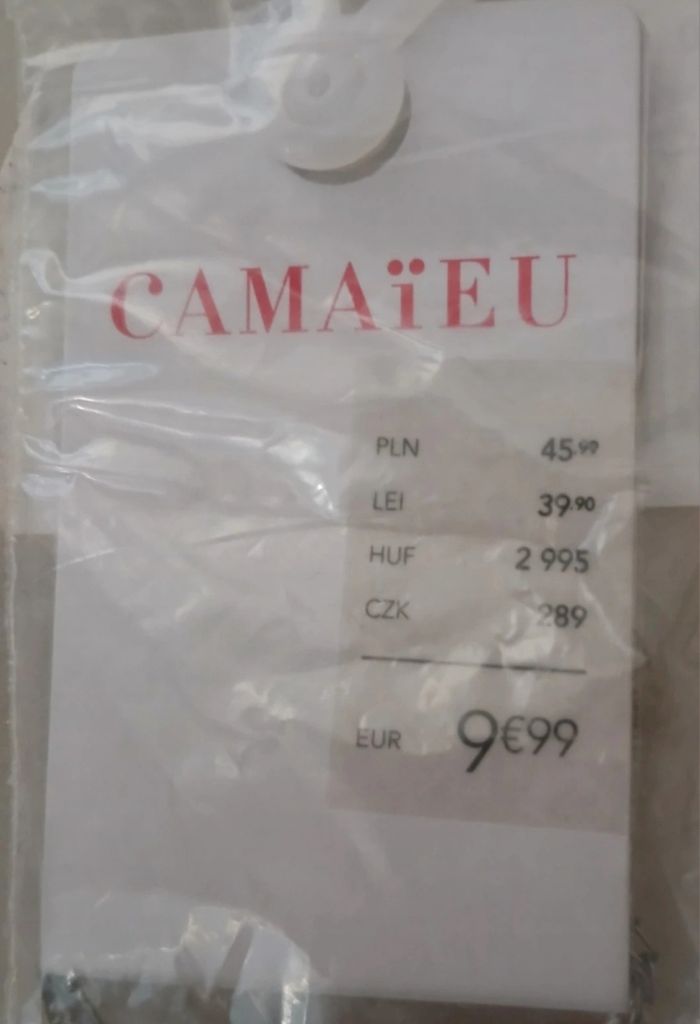 CAMAïEU
PLN 45.99
LEI 39.90
HUF 2 995
CZK 289
EUR 9€99